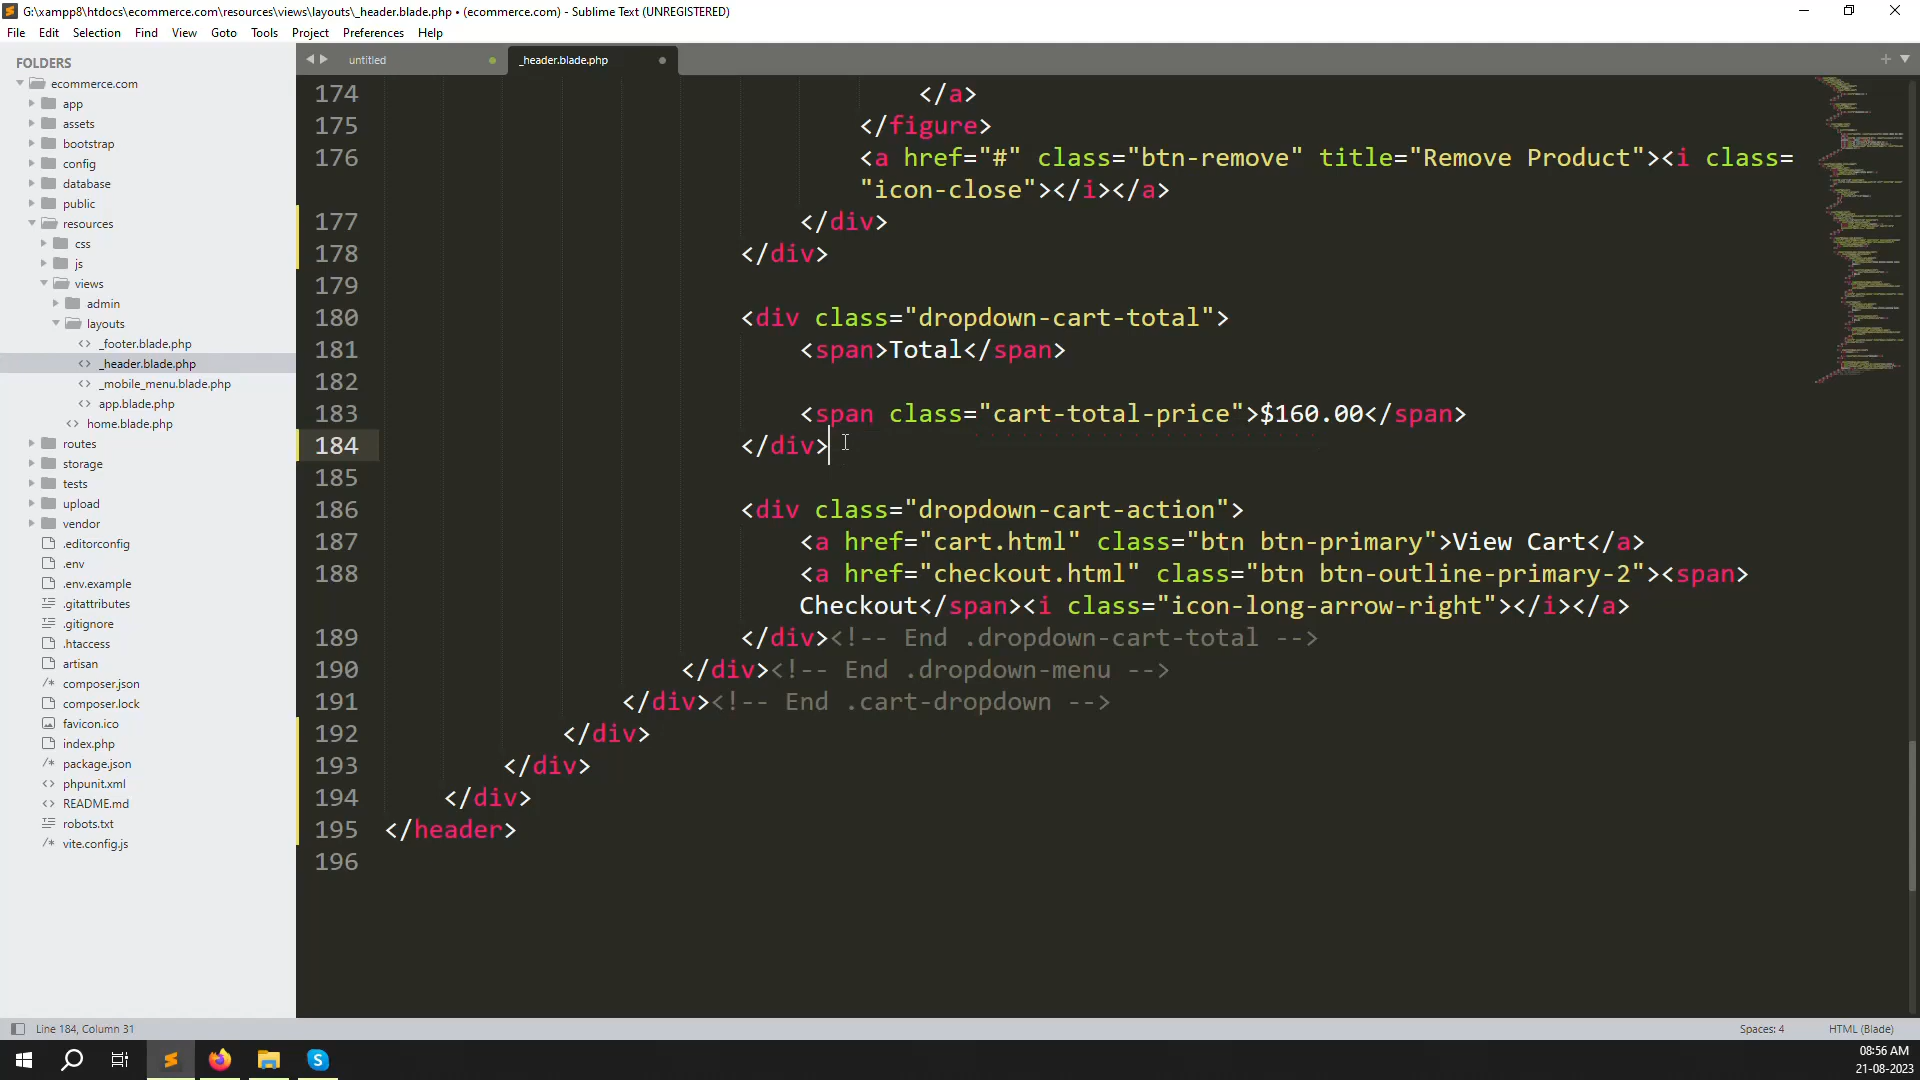 G:\xampp8\htdocs\ecommerce.com\resources\views\layouts\_header.blade.php • (ecommerce.com) - Sublime Text (UNREGISTERED)
File Edit Selection Find View Goto Tools Project Preferences Help
FOLDERS
ecommerce.com
app
assets
bootstrap
config
database
public
resources
css
js
views
admin
layouts
_footer.blade.php
_header.blade.php
_mobile_menu.blade.php
app.blade.php
home.blade.php
routes
storage
tests
upload
vendor
.editorconfig
.env
.env.example
.gitattributes
.gitignore
.htaccess
artisan
composer.json
composer.lock
favicon.ico
index.php
package.json
phpunit.xml
README.md
robots.txt
vite.config.js
untitled
_header.blade.php
174 </a>
175 </figure>
176 <a href="#" class="btn-remove" title="Remove Product"><i class=
"icon-close"></i></a>
177 </div>
178 </div>
179
180 <div class="dropdown-cart-total">
181 <span>Total</span>
182
183 <span class="cart-total-price">$160.00</span>
184 </div>
185
186 <div class="dropdown-cart-action">
187 <a href="cart.html" class="btn btn-primary">View Cart</a>
188 <a href="checkout.html" class="btn btn-outline-primary-2"><span>
Checkout</span><i class="icon-long-arrow-right"></i></a>
189 </div><!-- End .dropdown-cart-total -->
190 </div><!-- End .dropdown-menu -->
191 </div><!-- End .cart-dropdown -->
192 </div>
193 </div>
194 </div>
195 </header>
196
Line 184, Column 31
Spaces: 4
HTML (Blade)
08:56 AM
21-08-2023